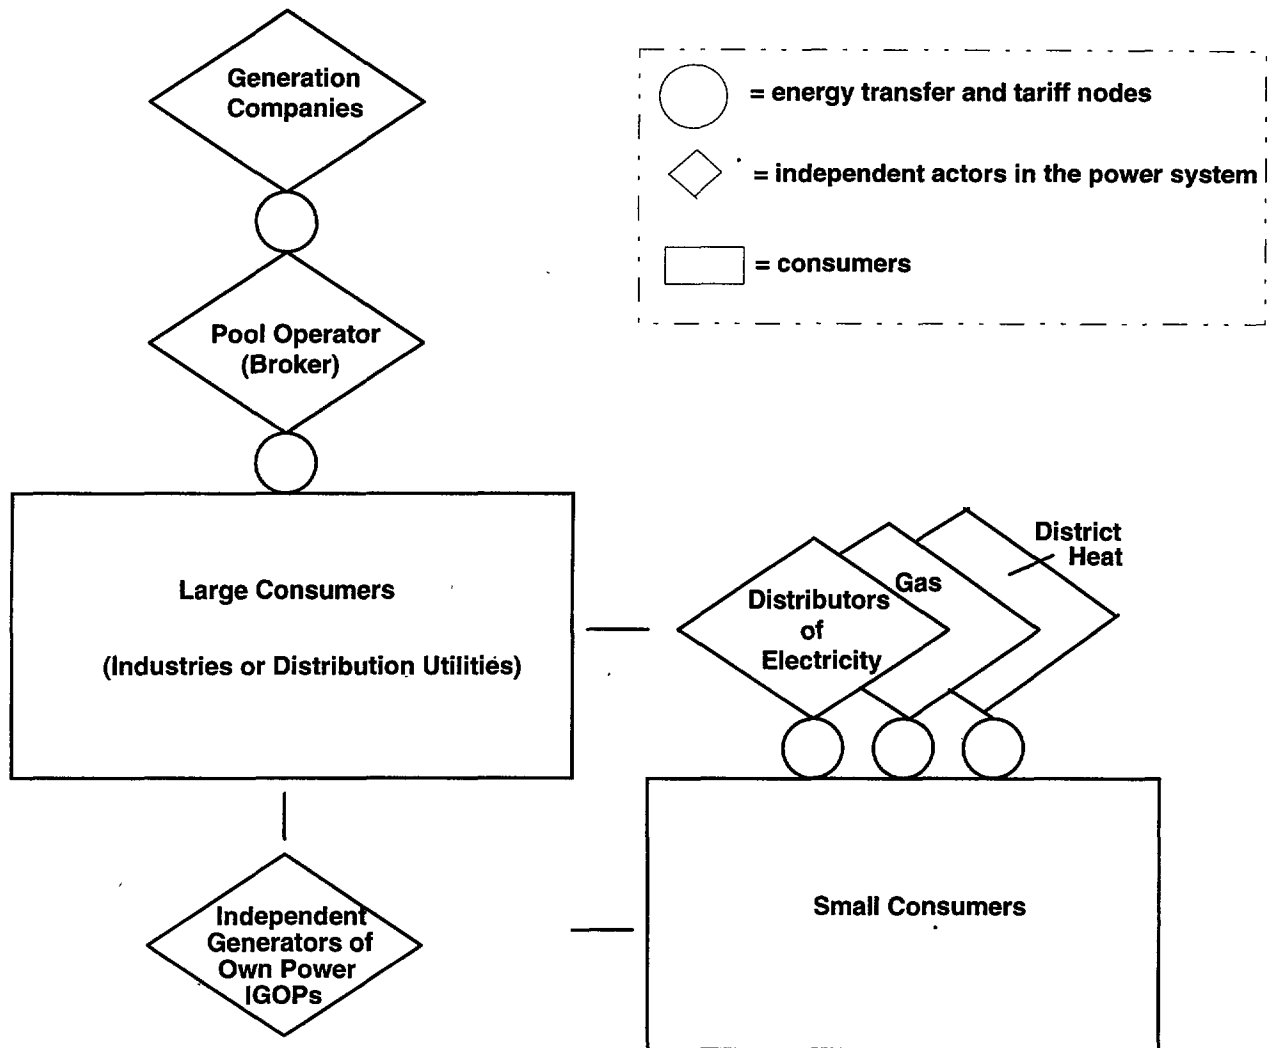 Generation
Companies
= energy transfer and tariff nodes
= independent actors in the power system
= consumers
Pool Operator
(Broker)
Large Consumers
(Industries or Distribution Utilities)
District
Heat
Gas
Distributors
of
Electricity
Small Consumers
Independent
Generators of
Own Power
IGOPs